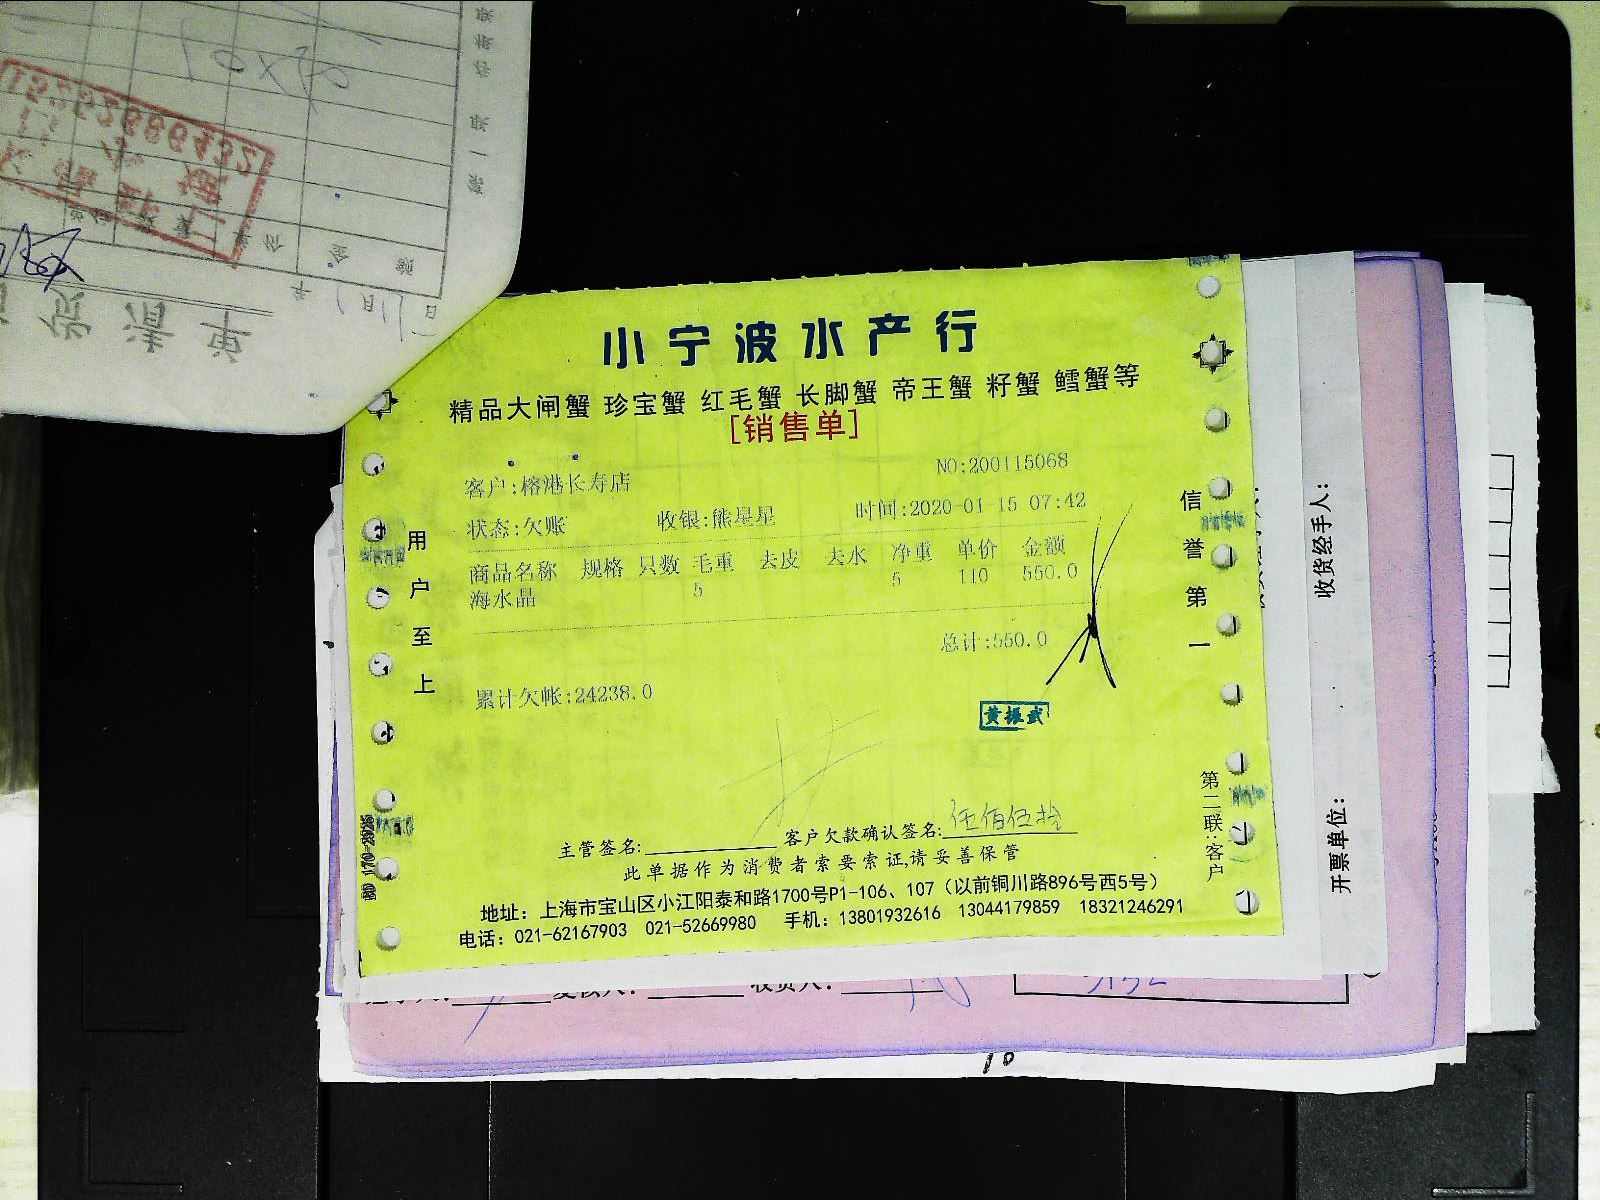 小宁波水产行
精品大闸蟹 珍宝蟹 红毛蟹 长脚蟹 帝王蟹 籽蟹 鳕蟹等
[销售单]
NO:200115068
客户:榕港长寿店
状态:欠账 收银:熊星星 时间:2020-01-15 07:42
商品名称 规格 只数 毛重 去皮 去水 净重 单价 金额
海水晶 5 5 110 550.0
总计:550.0
累计欠帐:24238.0
黄振武
用户至上
信誉第一
第二联:客户
主管签名: 客户欠款确认签名: 伍佰伍拾
此单据作为消费者索要索证,请妥善保管
地址: 上海市宝山区小江阳泰和路1700号P1-106、107 (以前铜川路896号西5号)
电话: 021-62167903 021-52669980 手机: 13801932616 13044179859 18321246291
收货经手人:
开票单位:
收货人:
10
货清单
年 月 日